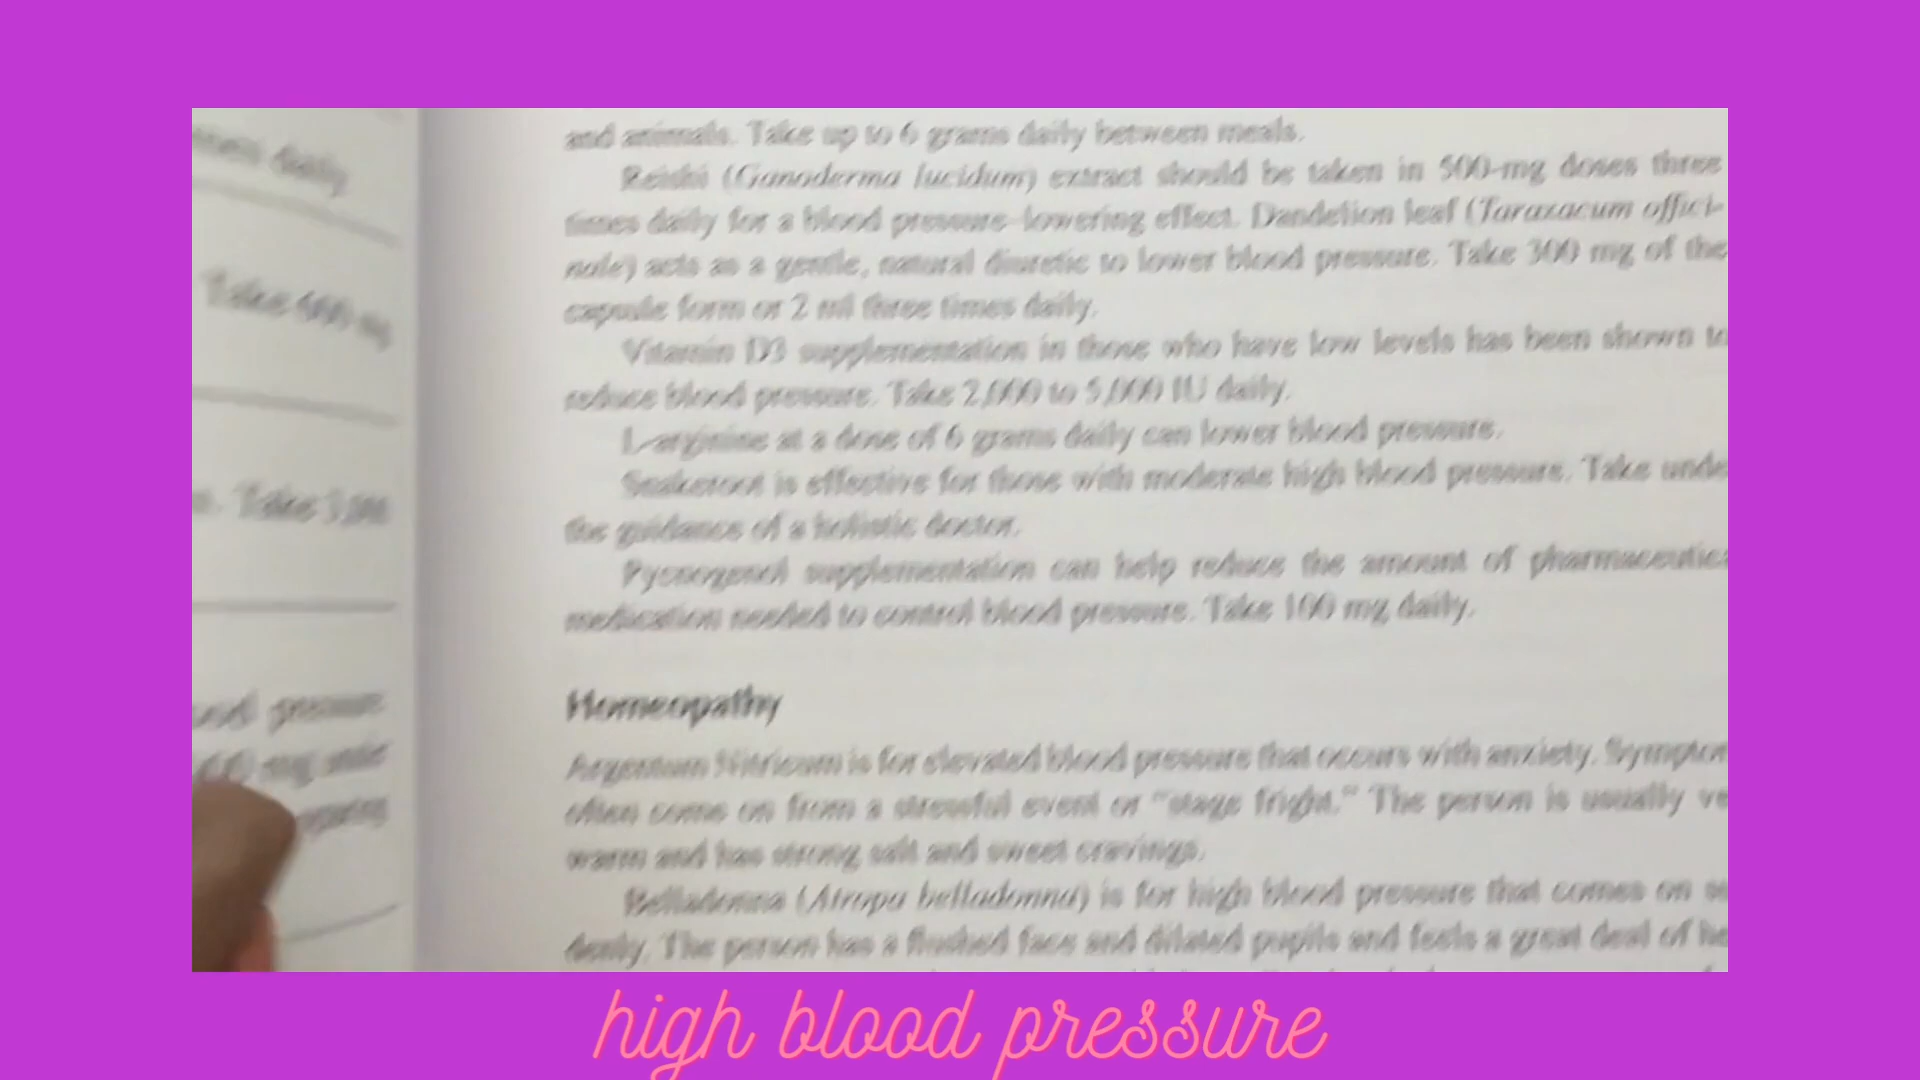 daily
Take 600 mg
Take
pressure
mg
and animals. Take up to 6 grams daily between meals.
Reishi (Ganoderma lucidum) extract should be taken in 500-mg doses three
times daily for a blood pressure–lowering effect. Dandelion leaf (Taraxacum offici-
nale) acts as a gentle, natural diuretic to lower blood pressure. Take 300 mg of the
capsule form or 2 ml three times daily.
Vitamin D3 supplementation in those who have low levels has been shown to
reduce blood pressure. Take 2,000 to 5,000 IU daily.
L-arginine at a dose of 6 grams daily can lower blood pressure.
Snakeroot is effective for those with moderate high blood pressure. Take unde
the guidance of a holistic doctor.
Pycnogenol supplementation can help reduce the amount of pharmaceutica
medication needed to control blood pressure. Take 100 mg daily.
Homeopathy
Argentum Nitricum is for elevated blood pressure that occurs with anxiety. Symptom
often come on from a stressful event or “stage fright.” The person is usually ve
warm and has strong salt and sweet cravings.
Belladonna (Atropa belladonna) is for high blood pressure that comes on
denly. The person has a flushed face and dilated pupils and feels a great deal of he
high blood pressure